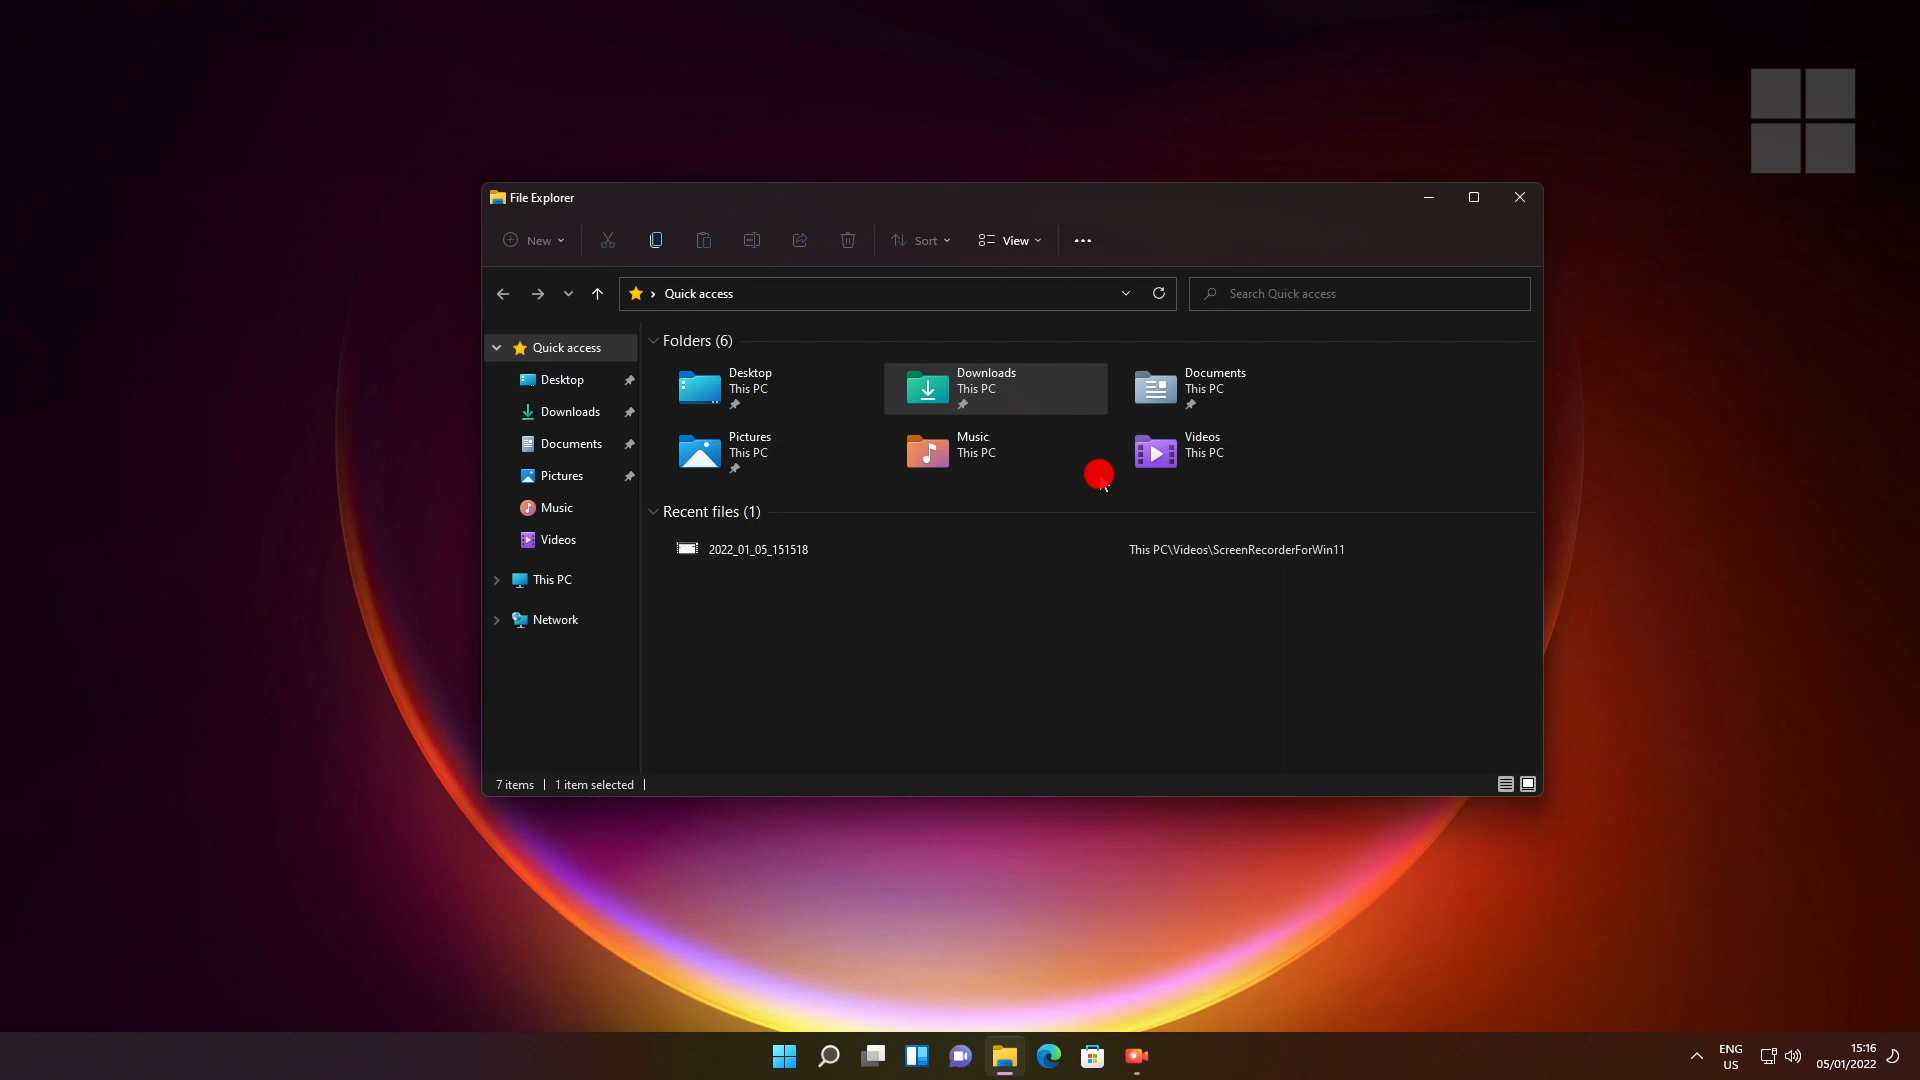 File Explorer
New
Sort
View
Quick access
Search Quick access
Quick access
Desktop
Downloads
Documents
Pictures
Music
Videos
This PC
Network
Folders (6)
Desktop
This PC
Downloads
This PC
Documents
This PC
Pictures
This PC
Music
This PC
Videos
This PC
Recent files (1)
2022_01_05_151518
This PC\Videos\ScreenRecorderForWin11
7 items
1 item selected
ENG
US
15:16
05/01/2022